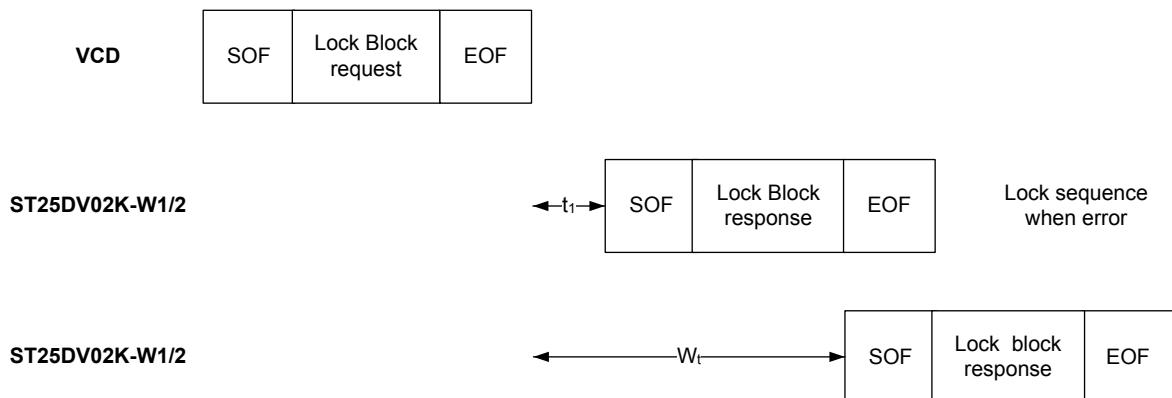 VCD
SOF
Lock Block
request
EOF
ST25DV02K-W1/2
t1
SOF
Lock Block
response
EOF
Lock sequence
when error
ST25DV02K-W1/2
Wt
SOF
Lock block
response
EOF